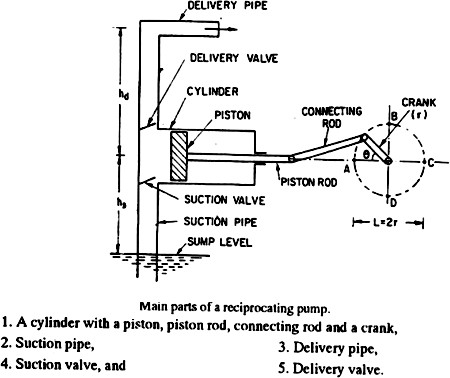 DELIVERY PIPE
DELIVERY VALVE
CYLINDER
PISTON
CONNECTING ROD
CRANK (r)
B
hd
θ
A
C
PISTON ROD
D
SUCTION VALVE
hs
SUCTION PIPE
L=2r
SUMP LEVEL
Main parts of a reciprocating pump.
1. A cylinder with a piston, piston rod, connecting rod and a crank,
2. Suction pipe, 3. Delivery pipe,
4. Suction valve, and 5. Delivery valve.